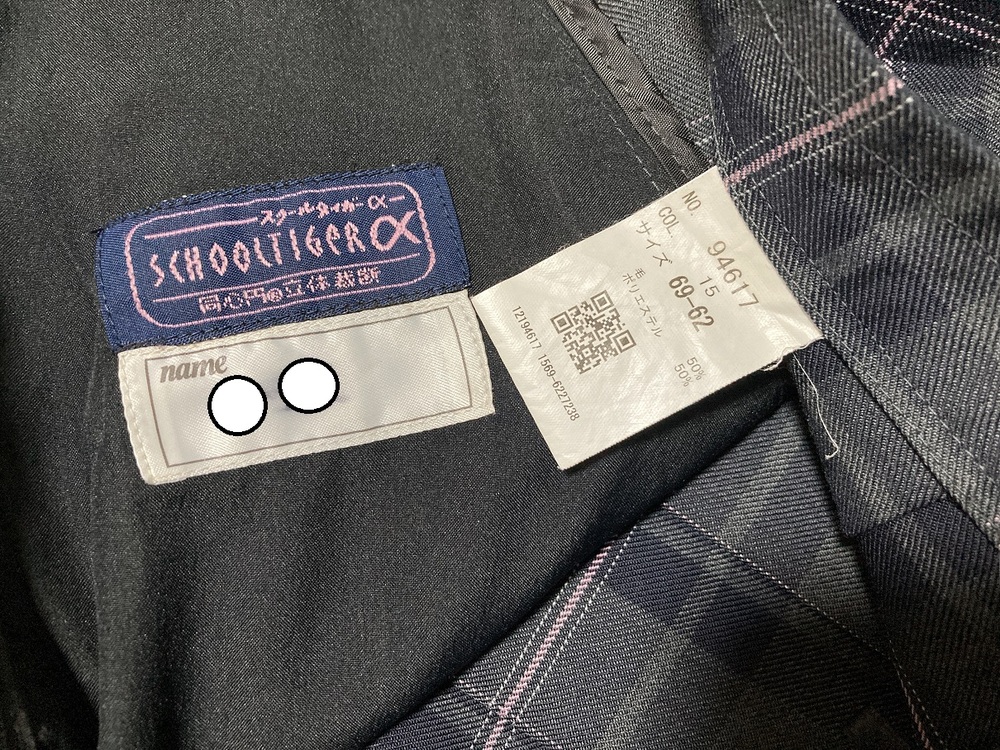 スクールタイガーα
SCHOOLTIGERα
同心円の立体裁断
name
NO. 94617
COL 15
サイズ 69-62
毛 50%
ポリエステル 50%
12194617 1569-6227238